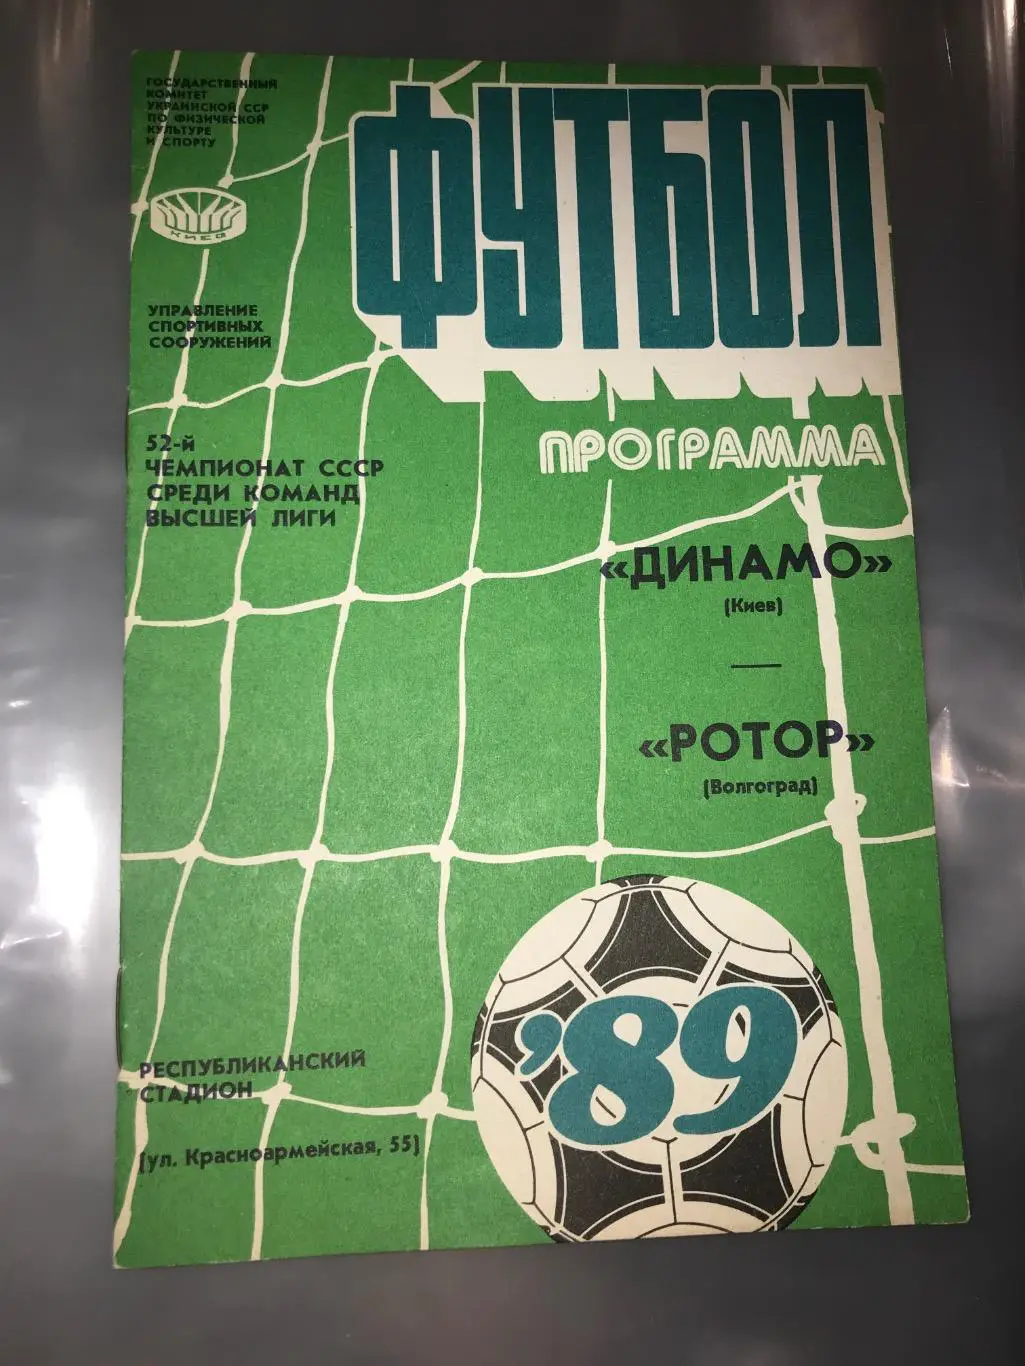 ГОСУДАРСТВЕННЫЙ
КОМИТЕТ
УКРАИНСКОЙ ССР
ПО ФИЗИЧЕСКОЙ
КУЛЬТУРЕ
И СПОРТУ
КИЕВ
УПРАВЛЕНИЕ
СПОРТИВНЫХ
СООРУЖЕНИЙ
ФУТБОЛ
ПРОГРАММА
52-й
ЧЕМПИОНАТ СССР
СРЕДИ КОМАНД
ВЫСШЕЙ ЛИГИ
«ДИНАМО»
(Киев)
—
«РОТОР»
(Волгоград)
'89
РЕСПУБЛИКАНСКИЙ
СТАДИОН
(ул. Красноармейская, 55)